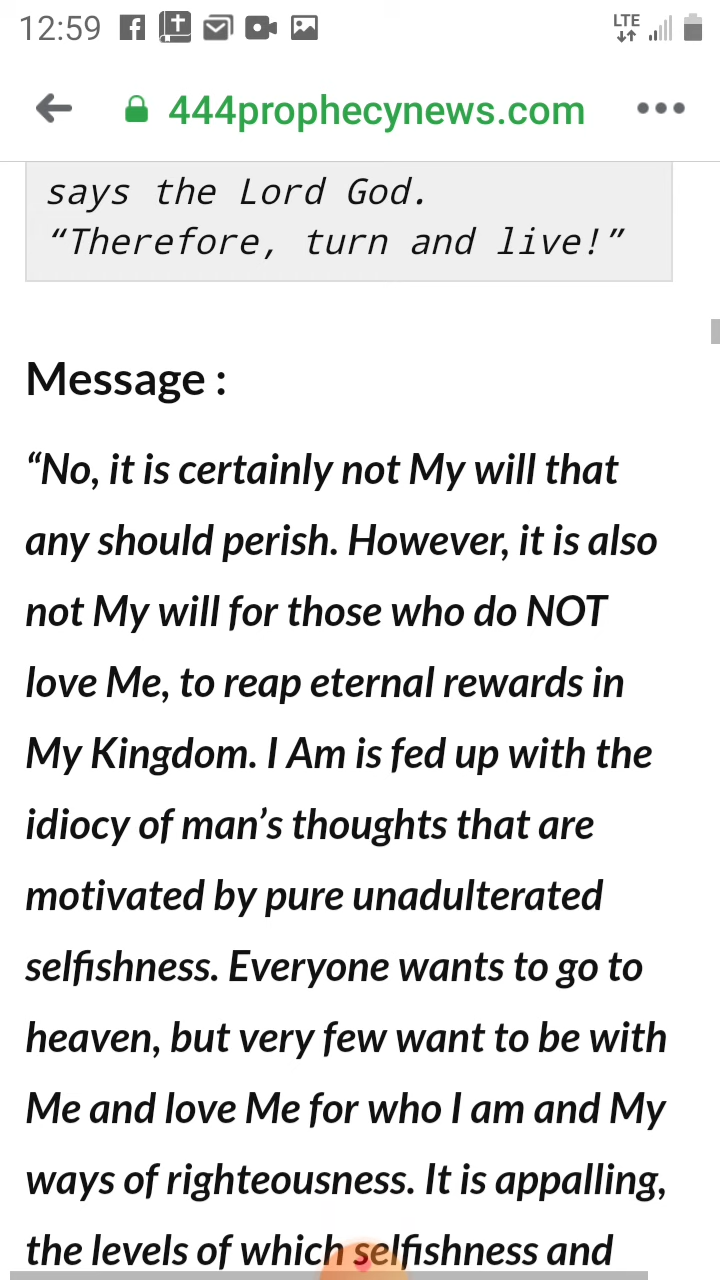 12:59
LTE
444prophecynews.com
says the Lord God.
“Therefore, turn and live!”
Message :
“No, it is certainly not My will that
any should perish. However, it is also
not My will for those who do NOT
love Me, to reap eternal rewards in
My Kingdom. I Am is fed up with the
idiocy of man’s thoughts that are
motivated by pure unadulterated
selfishness. Everyone wants to go to
heaven, but very few want to be with
Me and love Me for who I am and My
ways of righteousness. It is appalling,
the levels of which selfishness and